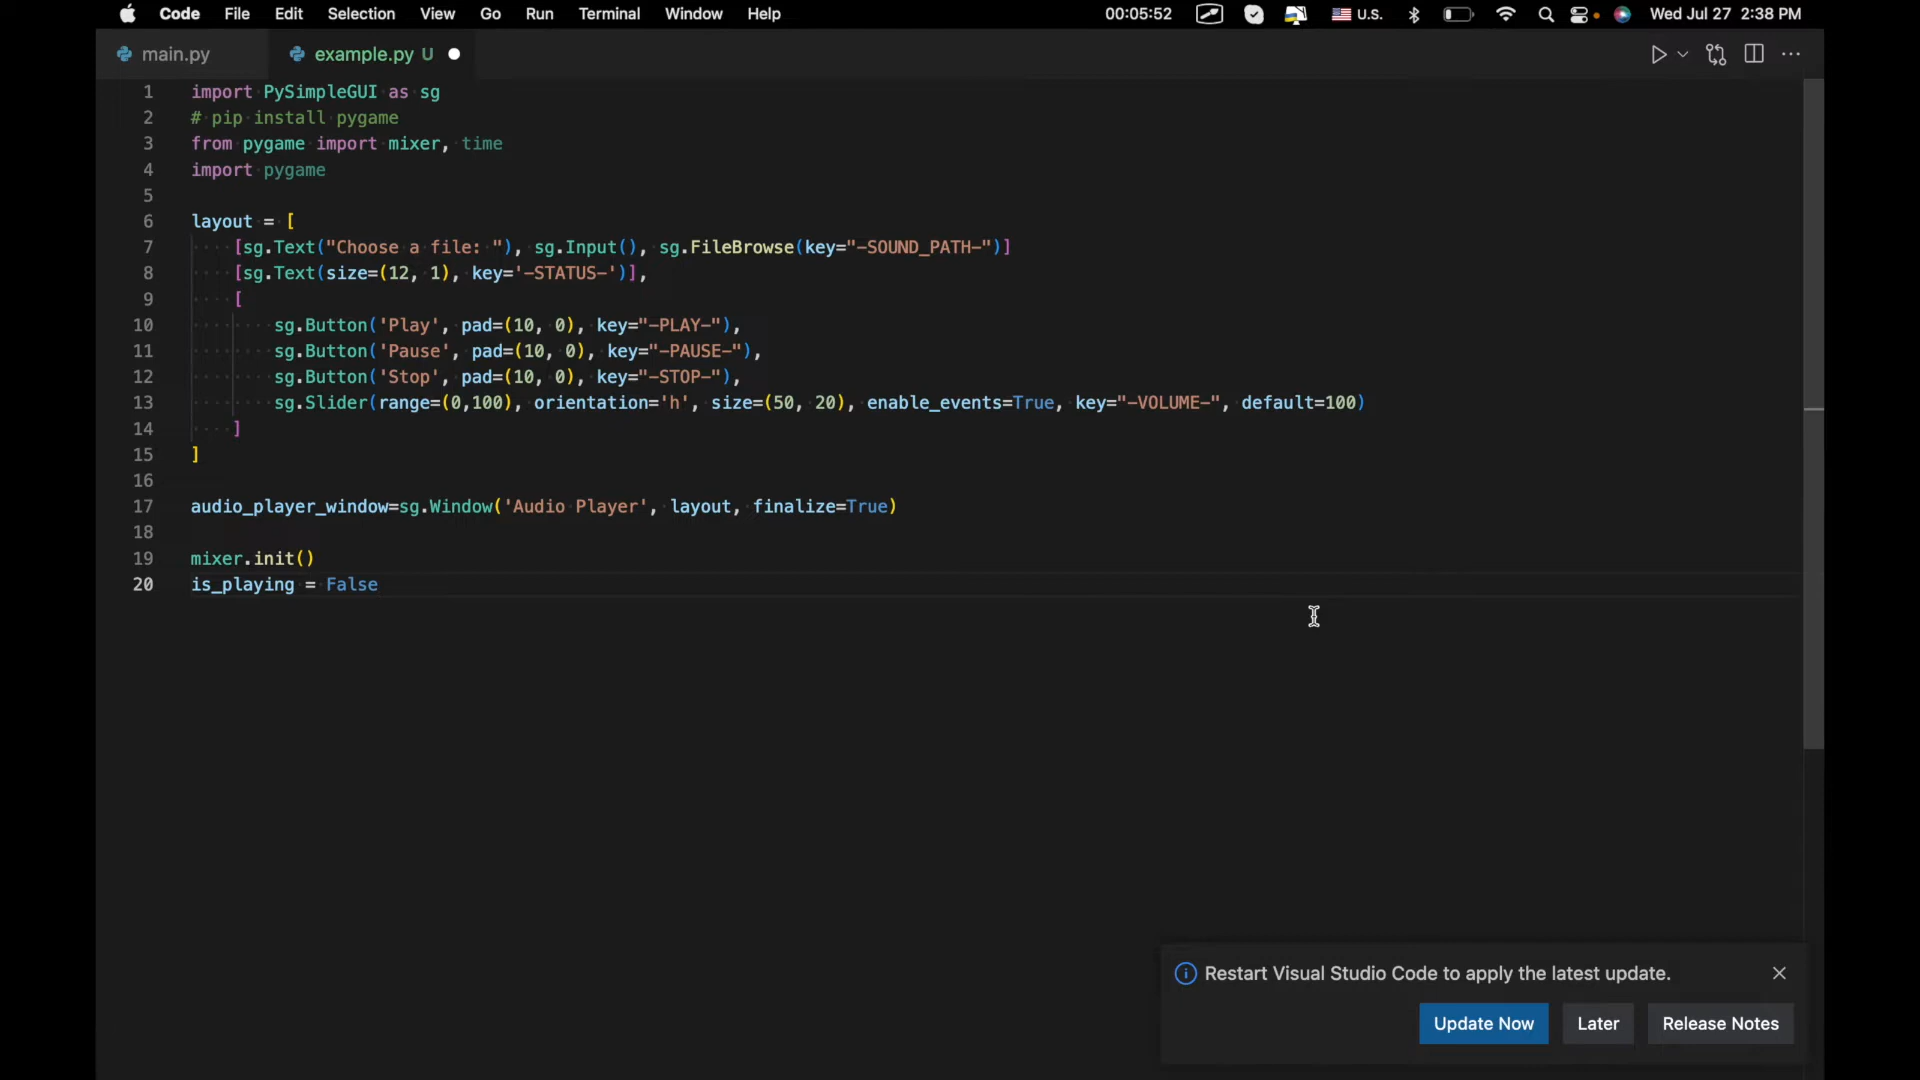 Code File Edit Selection View Go Run Terminal Window Help 00:05:52 U.S. Wed Jul 27 2:38 PM
main.py example.py U
1 import PySimpleGUI as sg
2 # pip install pygame
3 from pygame import mixer, time
4 import pygame
5
6 layout = [
7 [sg.Text("Choose a file: "), sg.Input(), sg.FileBrowse(key="-SOUND_PATH-")]
8 [sg.Text(size=(12, 1), key='-STATUS-')],
9 [
10 sg.Button('Play', pad=(10, 0), key="-PLAY-"),
11 sg.Button('Pause', pad=(10, 0), key="-PAUSE-"),
12 sg.Button('Stop', pad=(10, 0), key="-STOP-"),
13 sg.Slider(range=(0,100), orientation='h', size=(50, 20), enable_events=True, key="-VOLUME-", default=100)
14 ]
15 ]
16
17 audio_player_window=sg.Window('Audio Player', layout, finalize=True)
18
19 mixer.init()
20 is_playing = False
Restart Visual Studio Code to apply the latest update.
Update Now Later Release Notes